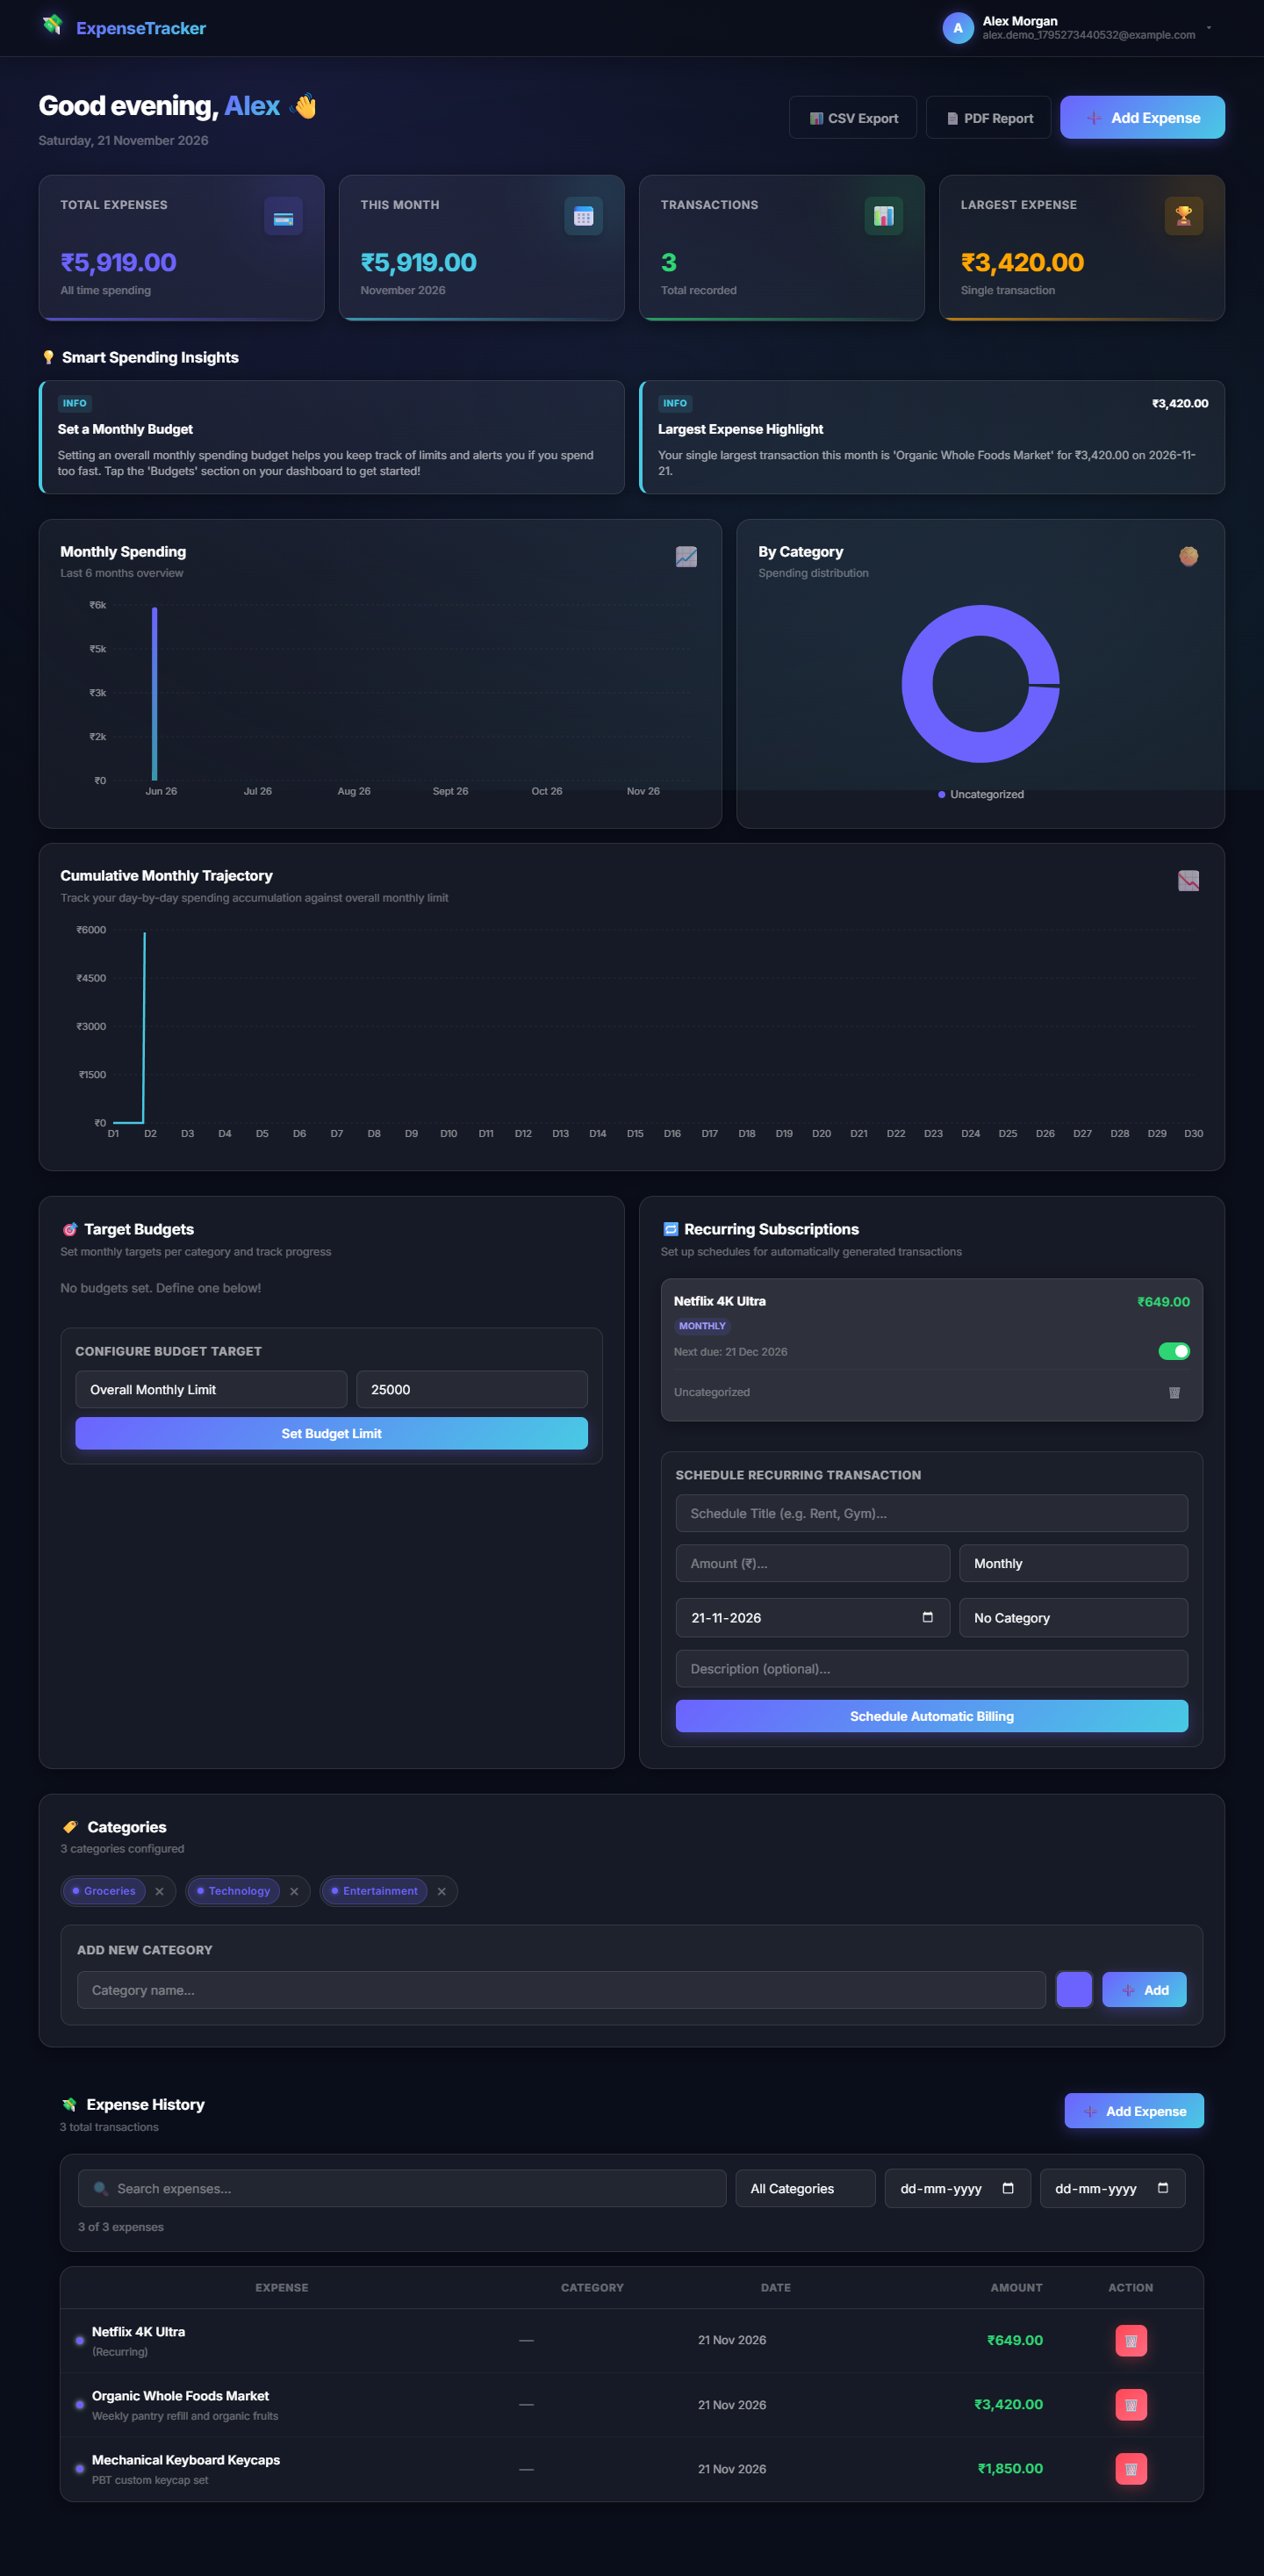 ExpenseTracker
A
Alex Morgan
alex.demo_1795273440532@example.com
Good evening, Alex 👋
Saturday, 21 November 2026
CSV Export
PDF Report
Add Expense
TOTAL EXPENSES
₹5,919.00
All time spending
THIS MONTH
₹5,919.00
November 2026
TRANSACTIONS
3
Total recorded
LARGEST EXPENSE
₹3,420.00
Single transaction
Smart Spending Insights
INFO
Set a Monthly Budget
Setting an overall monthly spending budget helps you keep track of limits and alerts you if you spend
too fast. Tap the 'Budgets' section on your dashboard to get started!
INFO
₹3,420.00
Largest Expense Highlight
Your single largest transaction this month is 'Organic Whole Foods Market' for ₹3,420.00 on 2026-11-
21.
Monthly Spending
Last 6 months overview
₹6k
₹5k
₹3k
₹2k
₹0
Jun 26 Jul 26 Aug 26 Sept 26 Oct 26 Nov 26
By Category
Spending distribution
Uncategorized
Cumulative Monthly Trajectory
Track your day-by-day spending accumulation against overall monthly limit
₹6000
₹4500
₹3000
₹1500
₹0
D1 D2 D3 D4 D5 D6 D7 D8 D9 D10 D11 D12 D13 D14 D15 D16 D17 D18 D19 D20 D21 D22 D23 D24 D25 D26 D27 D28 D29 D30
Target Budgets
Set monthly targets per category and track progress
No budgets set. Define one below!
CONFIGURE BUDGET TARGET
Overall Monthly Limit
25000
Set Budget Limit
Recurring Subscriptions
Set up schedules for automatically generated transactions
Netflix 4K Ultra
₹649.00
MONTHLY
Next due: 21 Dec 2026
Uncategorized
SCHEDULE RECURRING TRANSACTION
Schedule Title (e.g. Rent, Gym)...
Amount (₹)...
Monthly
21-11-2026
No Category
Description (optional)...
Schedule Automatic Billing
Categories
3 categories configured
Groceries ✕
Technology ✕
Entertainment ✕
ADD NEW CATEGORY
Category name...
Add
Expense History
3 total transactions
Add Expense
Search expenses...
All Categories
dd-mm-yyyy
dd-mm-yyyy
3 of 3 expenses
EXPENSE CATEGORY DATE AMOUNT ACTION
Netflix 4K Ultra
(Recurring)
— 21 Nov 2026 ₹649.00
Organic Whole Foods Market
Weekly pantry refill and organic fruits
— 21 Nov 2026 ₹3,420.00
Mechanical Keyboard Keycaps
PBT custom keycap set
— 21 Nov 2026 ₹1,850.00